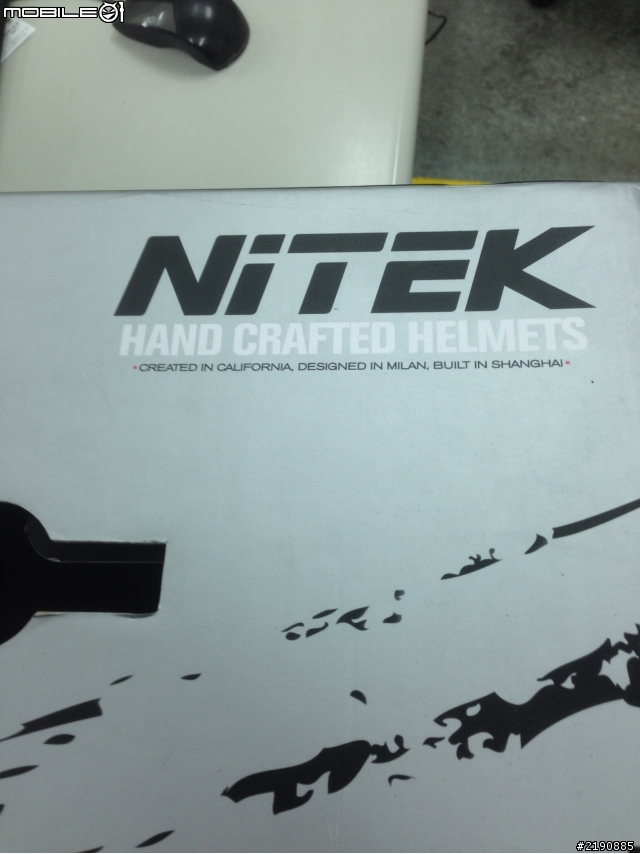 MOBILE01
NiTEK
HAND CRAFTED HELMETS
•CREATED IN CALIFORNIA, DESIGNED IN MILAN, BUILT IN SHANGHAI•
#2190885